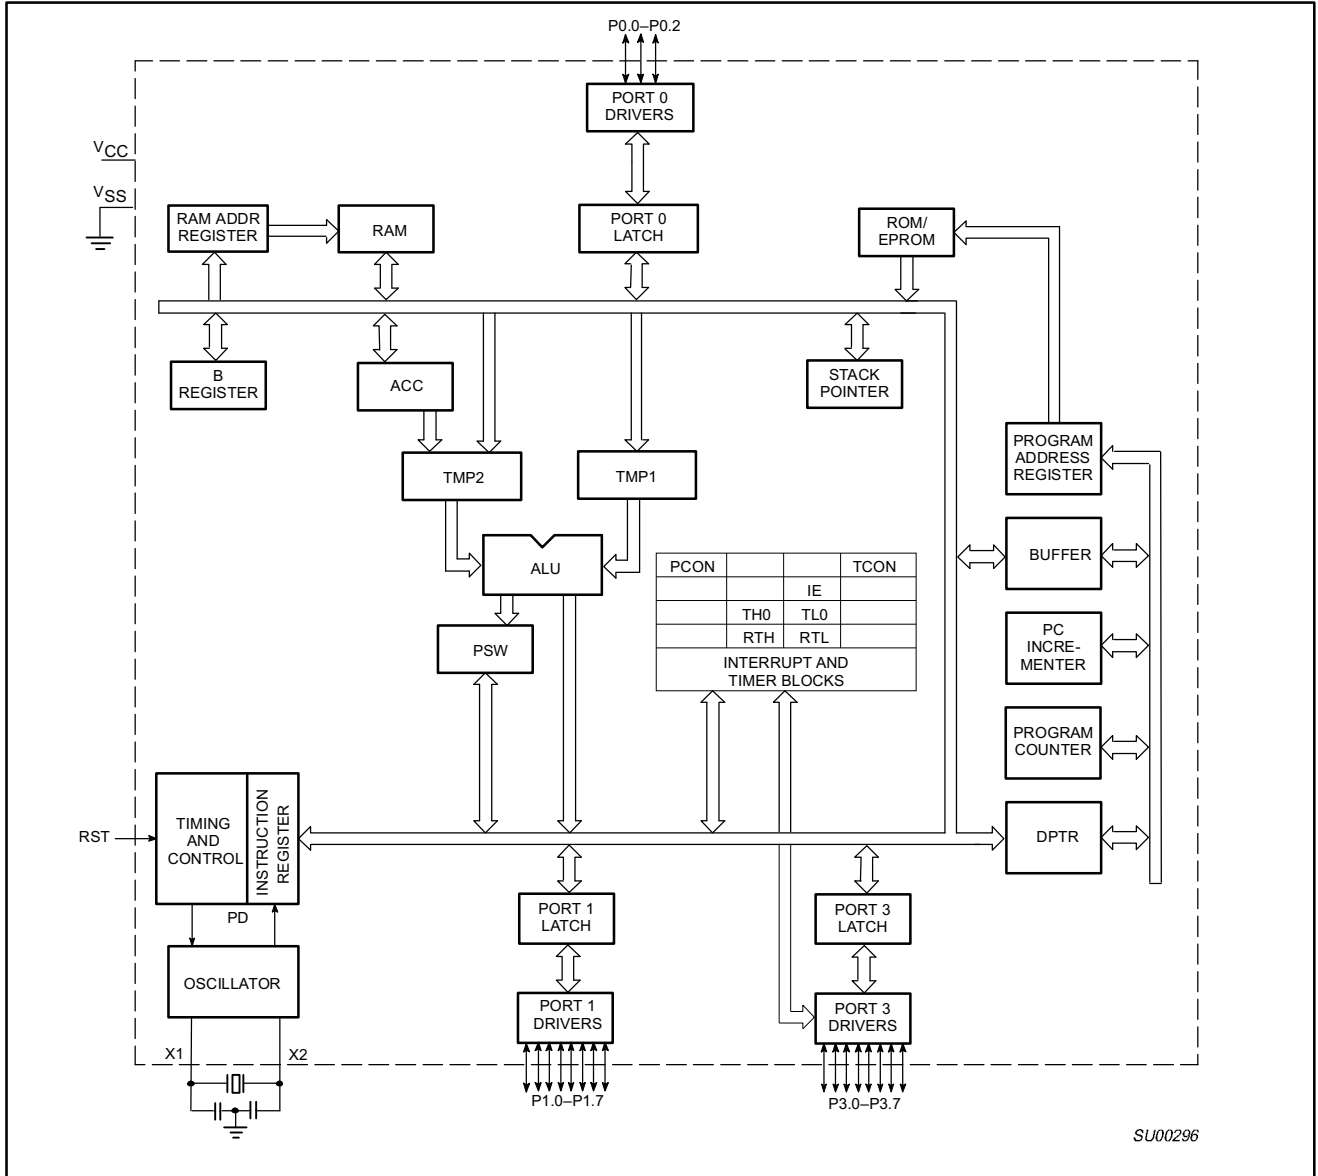 P0.0–P0.2
PORT 0
DRIVERS
VCC
VSS
RAM ADDR
REGISTER
RAM
PORT 0
LATCH
ROM/
EPROM
B
REGISTER
ACC
STACK
POINTER
TMP2
TMP1
PROGRAM
ADDRESS
REGISTER
ALU
BUFFER
PCON
TCON
IE
TH0
TL0
RTH
RTL
INTERRUPT AND
TIMER BLOCKS
PSW
PC
INCRE-
MENTER
PROGRAM
COUNTER
RST
TIMING
AND
CONTROL
INSTRUCTION
REGISTER
DPTR
PD
PORT 1
LATCH
PORT 3
LATCH
OSCILLATOR
PORT 1
DRIVERS
PORT 3
DRIVERS
X1
X2
P1.0–P1.7
P3.0–P3.7
SU00296